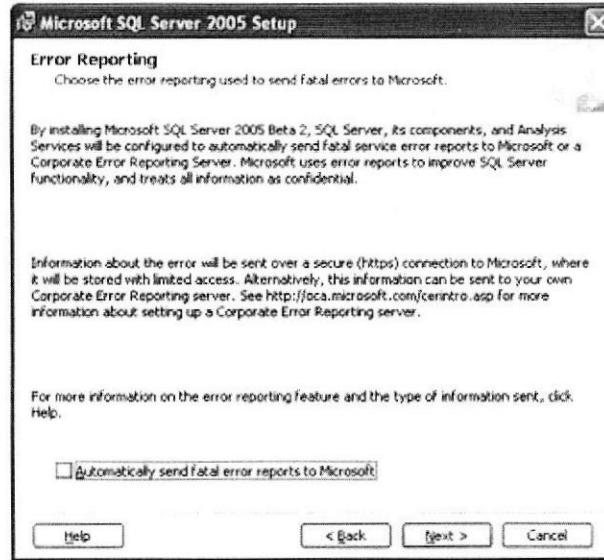 Microsoft SQL Server 2005 Setup
Error Reporting
Choose the error reporting used to send fatal errors to Microsoft.
By installing Microsoft SQL Server 2005 Beta 2, SQL Server, its components, and Analysis
Services will be configured to automatically send fatal service error reports to Microsoft or a
Corporate Error Reporting Server. Microsoft uses error reports to improve SQL Server
functionality, and treats all information as confidential.
Information about the error will be sent over a secure (https) connection to Microsoft, where
it will be stored with limited access. Alternatively, this information can be sent to your own
Corporate Error Reporting server. See http://oca.microsoft.com/cerintro.asp for more
information about setting up a Corporate Error Reporting server.
For more information on the error reporting feature and the type of information sent, click
Help.
Automatically send fatal error reports to Microsoft
Help
< Back
Next >
Cancel